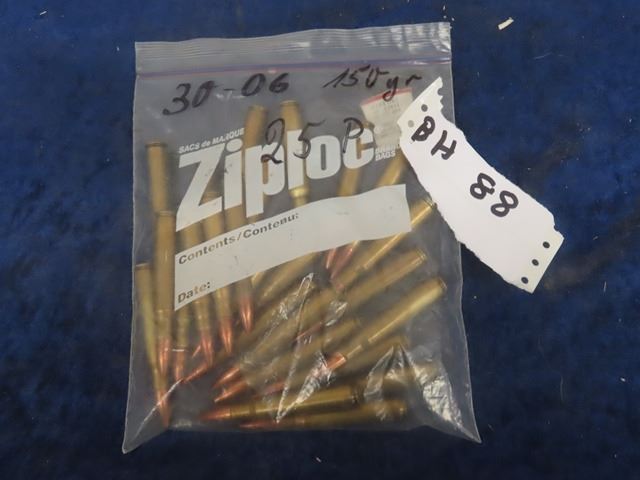 30-06 150 gr
SACS de MARQUE
Ziploc
BAGS
25 P
Contents/Contenu:
Date:
BH 88